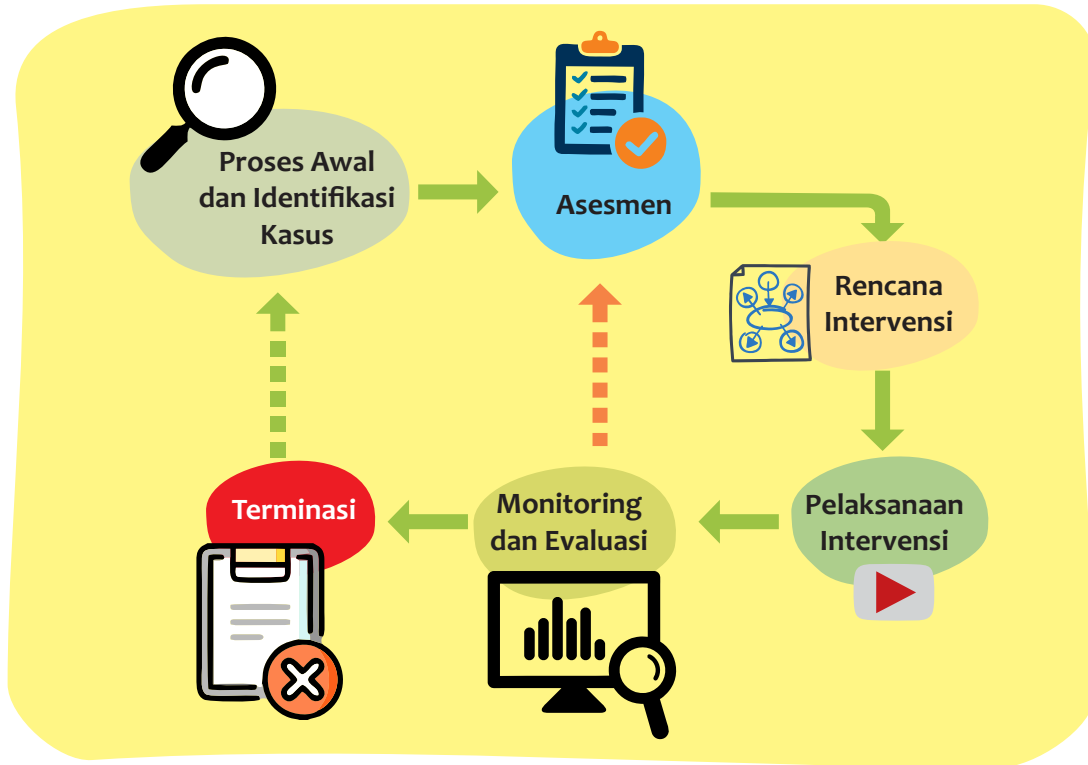 Proses Awal
dan Identifikasi
Kasus
Asesmen
Rencana
Intervensi
Pelaksanaan
Intervensi
Monitoring
dan Evaluasi
Terminasi